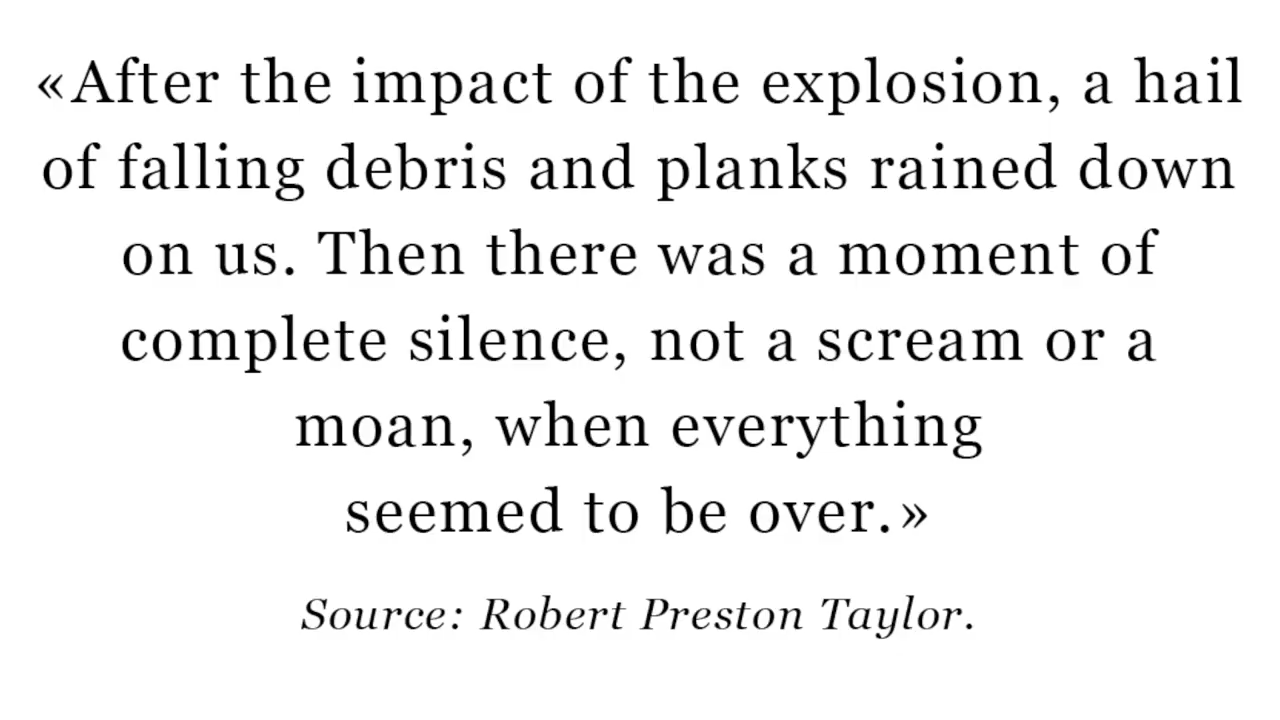 «After the impact of the explosion, a hail
of falling debris and planks rained down
on us. Then there was a moment of
complete silence, not a scream or a
moan, when everything
seemed to be over.»
Source: Robert Preston Taylor.